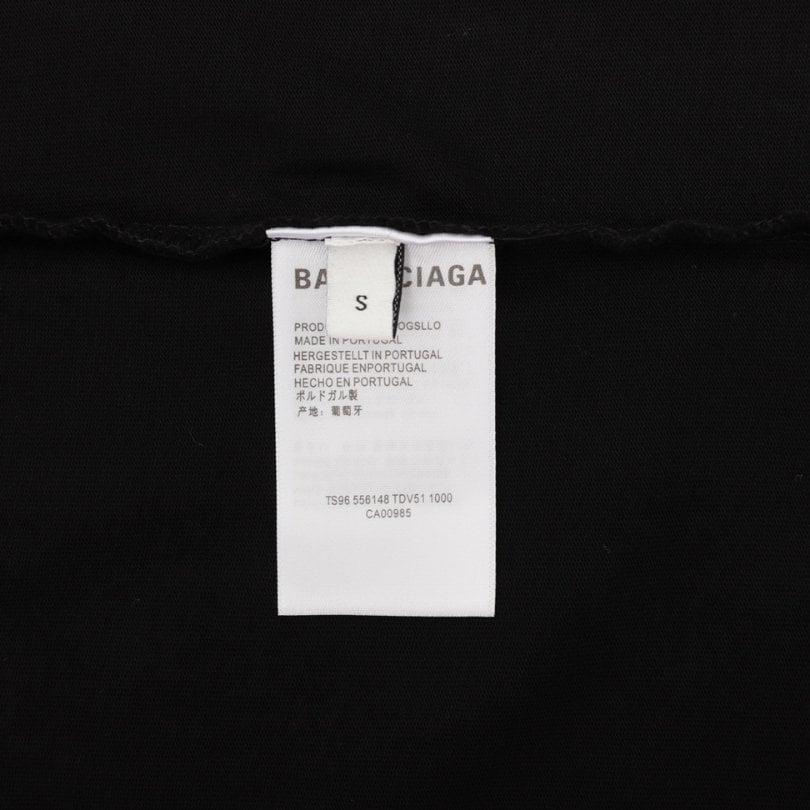 BA CIAGA
S
PROD OGSLLO
MADE IN PORTUGAL
HERGESTELLT IN PORTUGAL
FABRIQUE ENPORTUGAL
HECHO EN PORTUGAL
ポルドガル製
产地: 葡萄牙
TS96 556148 TDV51 1000
CA00985